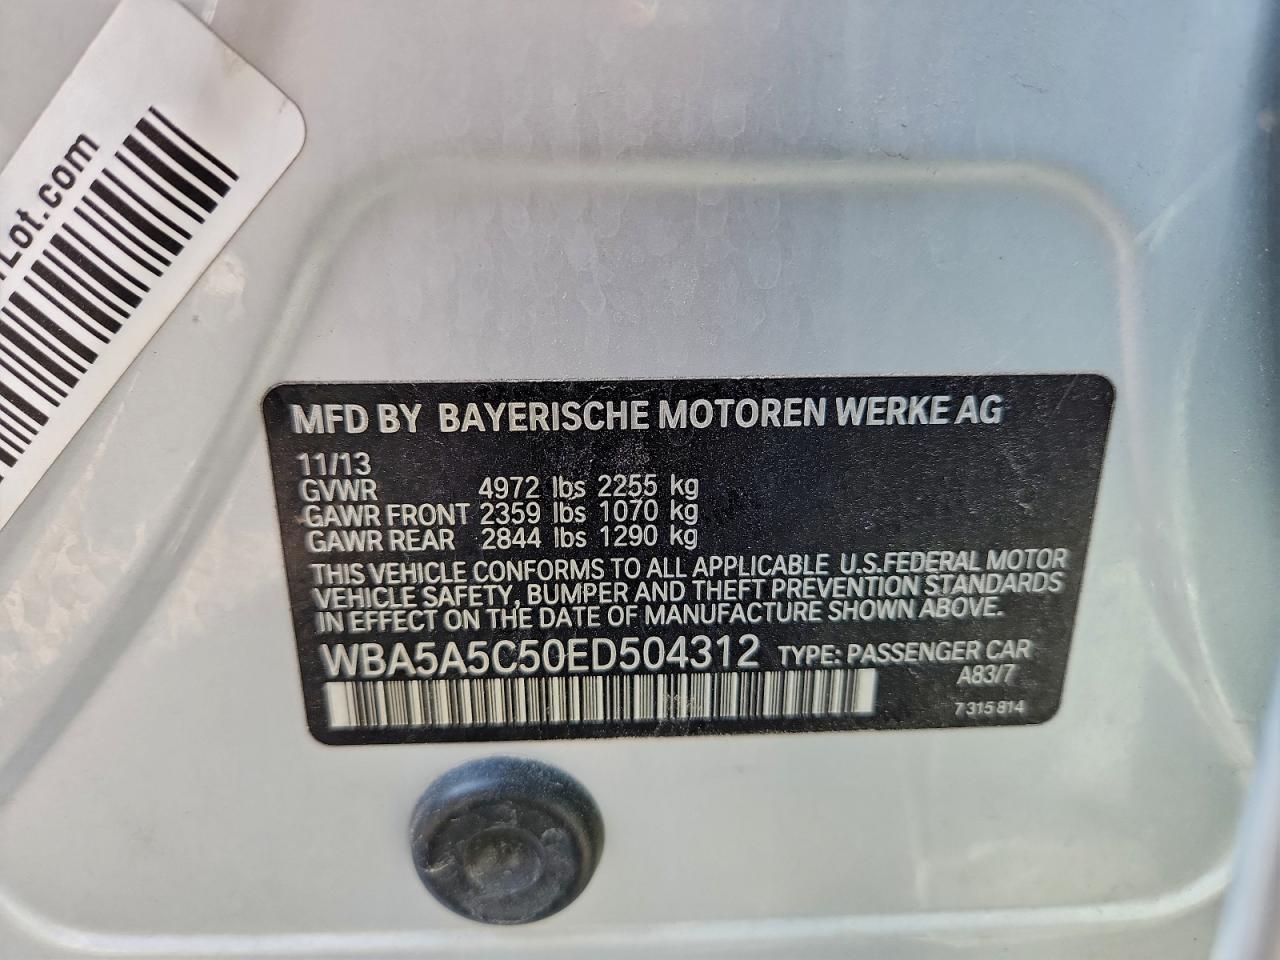 Lot.com
MFD BY BAYERISCHE MOTOREN WERKE AG
11/13
GVWR 4972 lbs 2255 kg
GAWR FRONT 2359 lbs 1070 kg
GAWR REAR 2844 lbs 1290 kg
THIS VEHICLE CONFORMS TO ALL APPLICABLE U.S.FEDERAL MOTOR
VEHICLE SAFETY, BUMPER AND THEFT PREVENTION STANDARDS
IN EFFECT ON THE DATE OF MANUFACTURE SHOWN ABOVE.
WBA5A5C50ED504312 TYPE: PASSENGER CAR
A83/7
7 315 814